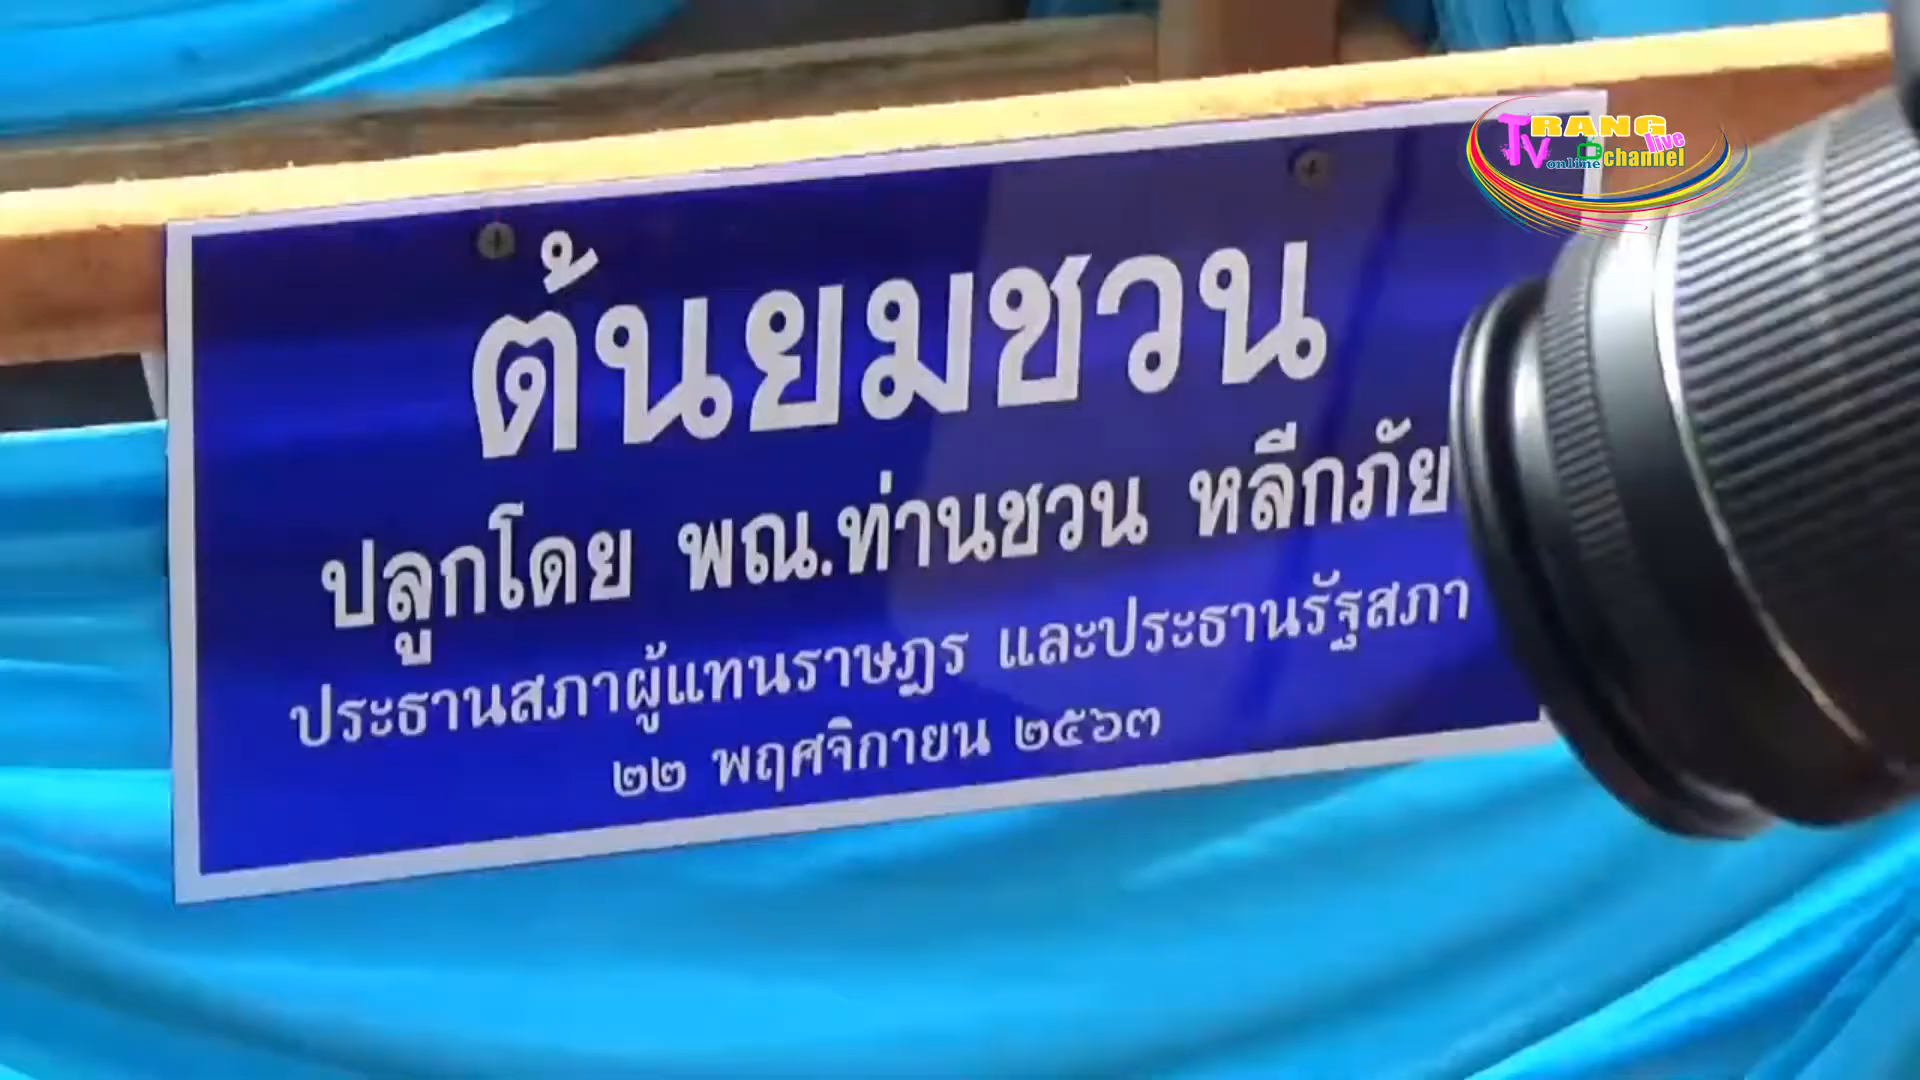 TRANG
TV online channel live
ต้นยมชวน
ปลูกโดย พณ.ท่านชวน หลีกภัย
ประธานสภาผู้แทนราษฎร และประธานรัฐสภา
๒๒ พฤศจิกายน ๒๕๖๓